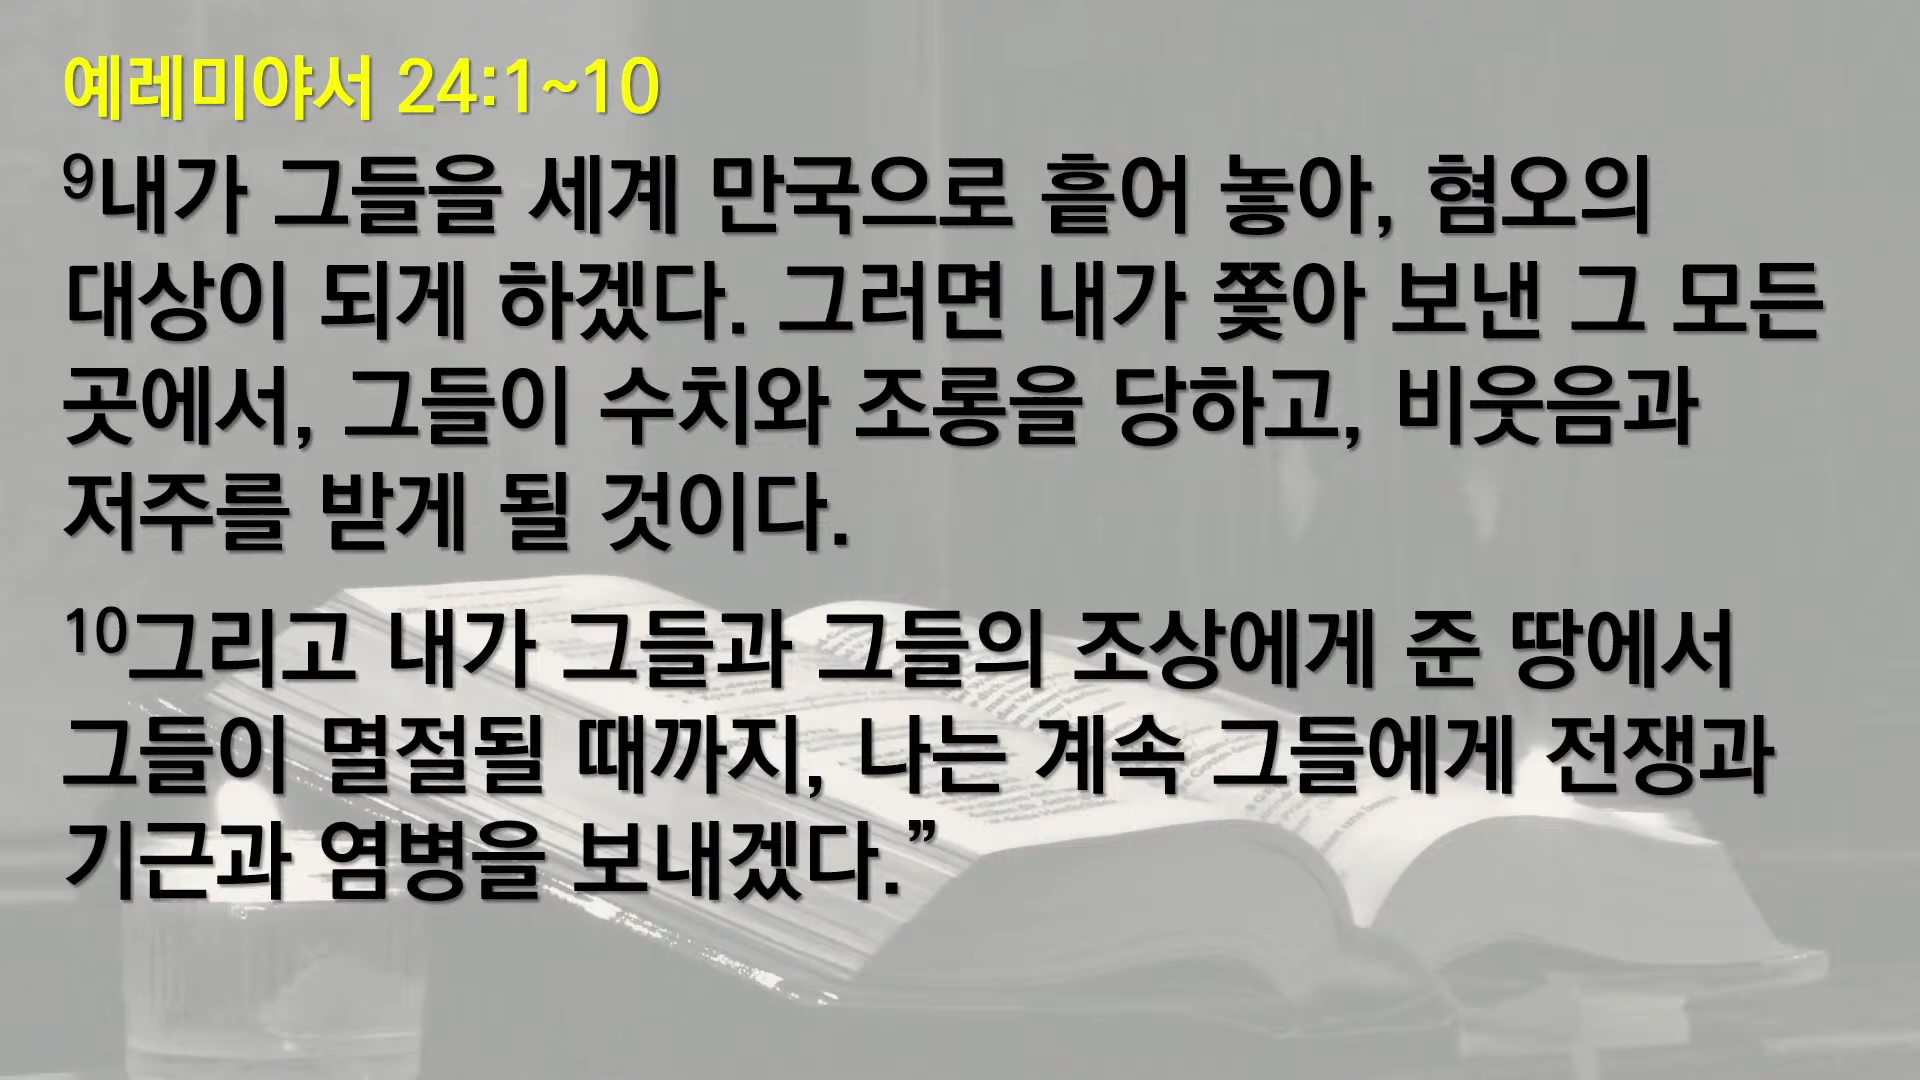 예레미야서 24:1~10
9내가 그들을 세계 만국으로 흩어 놓아, 혐오의
대상이 되게 하겠다. 그러면 내가 쫓아 보낸 그 모든
곳에서, 그들이 수치와 조롱을 당하고, 비웃음과
저주를 받게 될 것이다.
10그리고 내가 그들과 그들의 조상에게 준 땅에서
그들이 멸절될 때까지, 나는 계속 그들에게 전쟁과
기근과 염병을 보내겠다.”